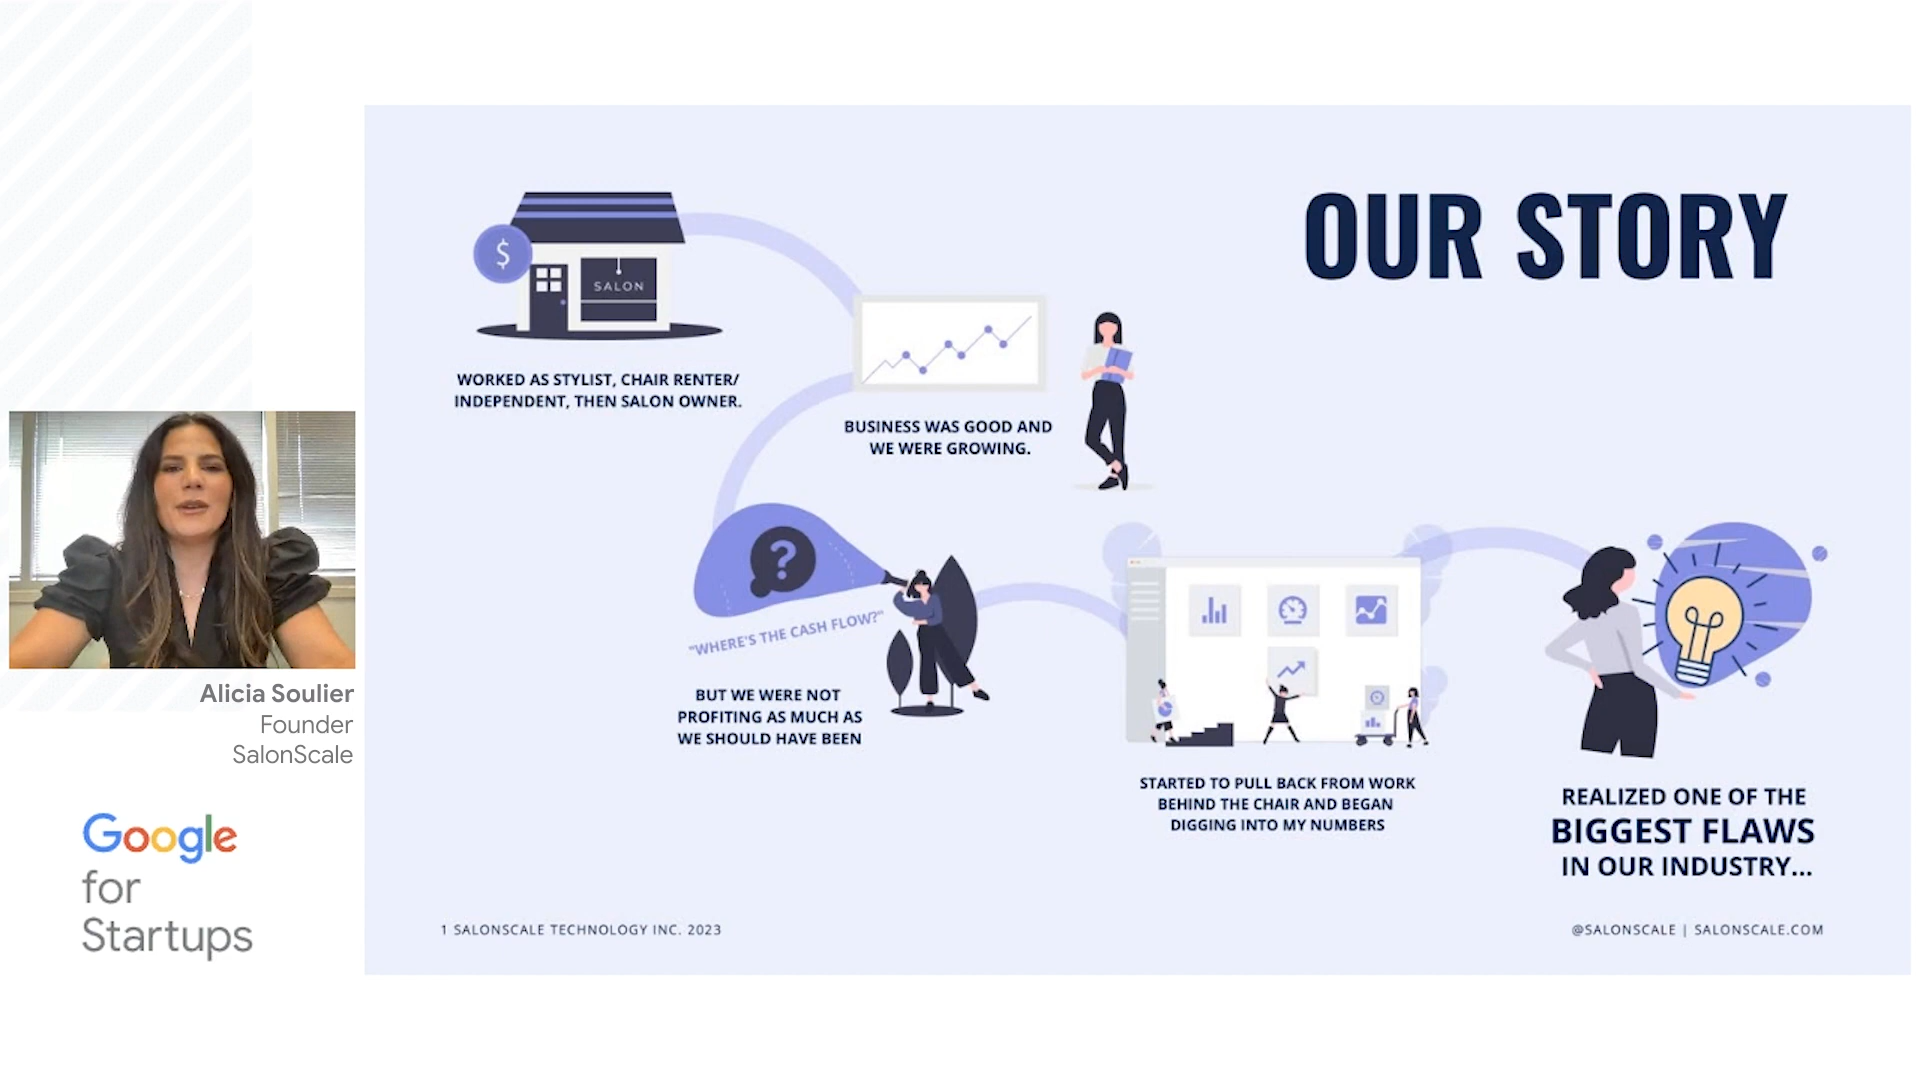 OUR STORY
$
SALON
WORKED AS STYLIST, CHAIR RENTER/
INDEPENDENT, THEN SALON OWNER.
BUSINESS WAS GOOD AND
WE WERE GROWING.
?
"WHERE'S THE CASH FLOW?"
BUT WE WERE NOT
PROFITING AS MUCH AS
WE SHOULD HAVE BEEN
STARTED TO PULL BACK FROM WORK
BEHIND THE CHAIR AND BEGAN
DIGGING INTO MY NUMBERS
REALIZED ONE OF THE
BIGGEST FLAWS
IN OUR INDUSTRY...
1 SALONSCALE TECHNOLOGY INC. 2023
@SALONSCALE | SALONSCALE.COM
Alicia Soulier
Founder
SalonScale
Google
for
Startups